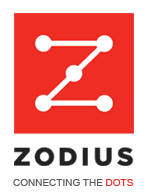 ZODIUS
CONNECTING THE DOTS